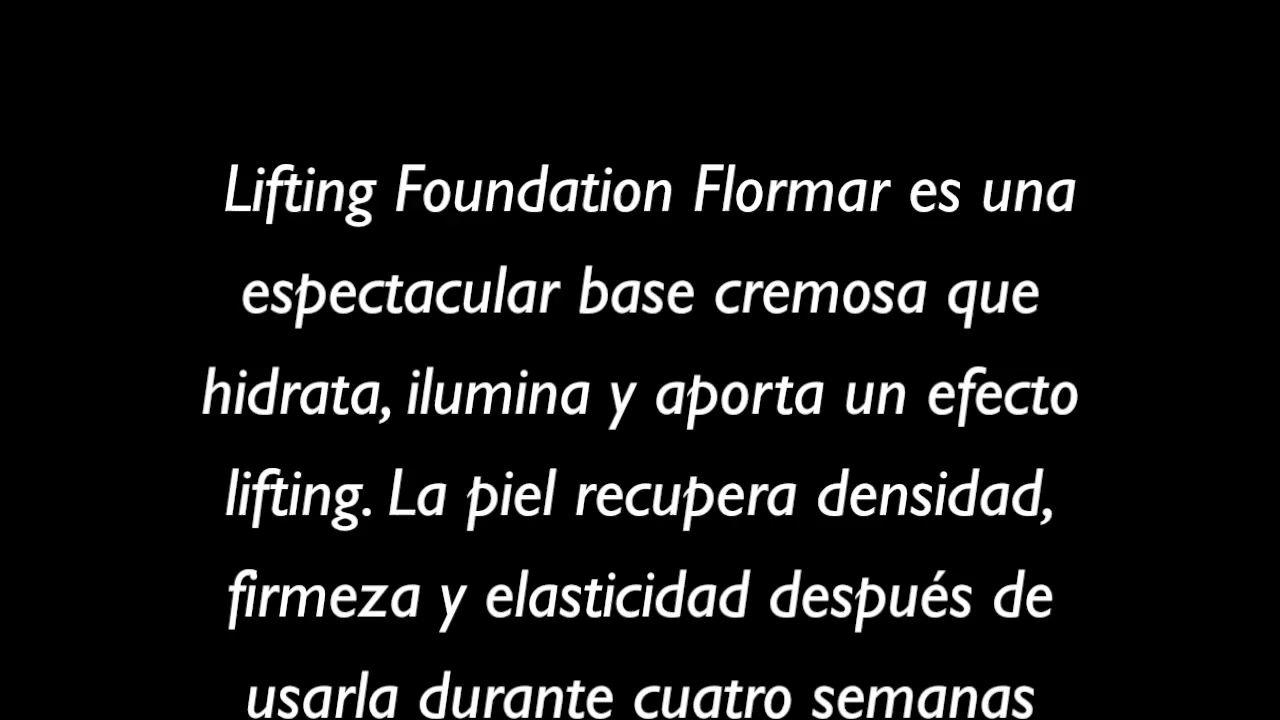 Lifting Foundation Flormar es una
espectacular base cremosa que
hidrata, ilumina y aporta un efecto
lifting. La piel recupera densidad,
firmeza y elasticidad después de
usarla durante cuatro semanas